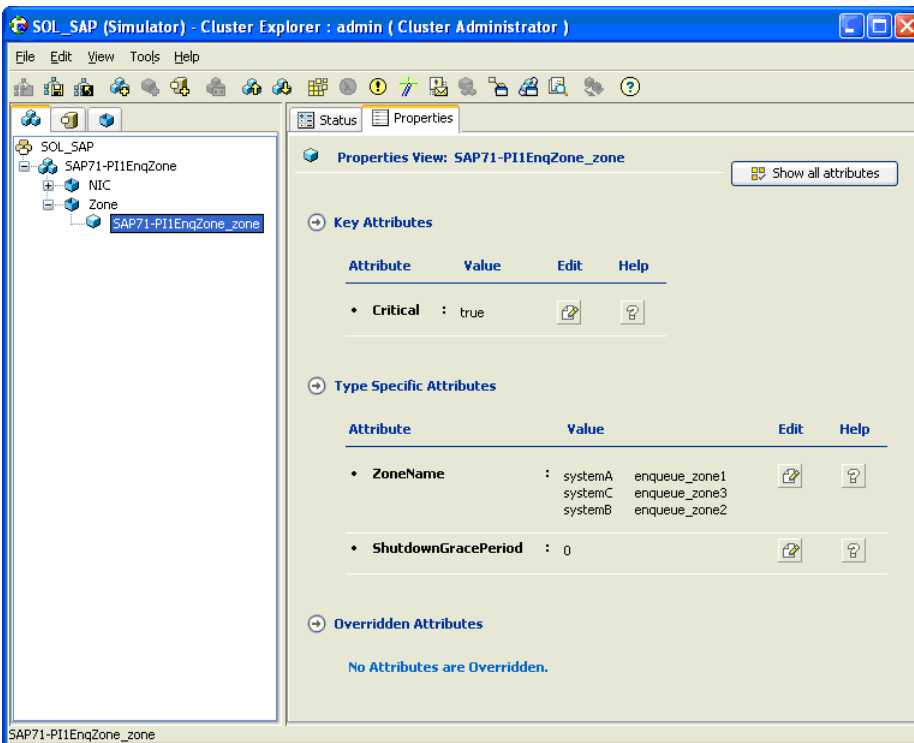 SOL_SAP (Simulator) - Cluster Explorer : admin ( Cluster Administrator )
File Edit View Tools Help
Status Properties
SOL_SAP
SAP71-PI1EnqZone
NIC
Zone
SAP71-PI1EnqZone_zone
Properties View: SAP71-PI1EnqZone_zone
Show all attributes
Key Attributes
Attribute Value Edit Help
• Critical : true
Type Specific Attributes
Attribute Value Edit Help
• ZoneName : systemA enqueue_zone1
systemC enqueue_zone3
systemB enqueue_zone2
• ShutdownGracePeriod : 0
Overridden Attributes
No Attributes are Overridden.
SAP71-PI1EnqZone_zone